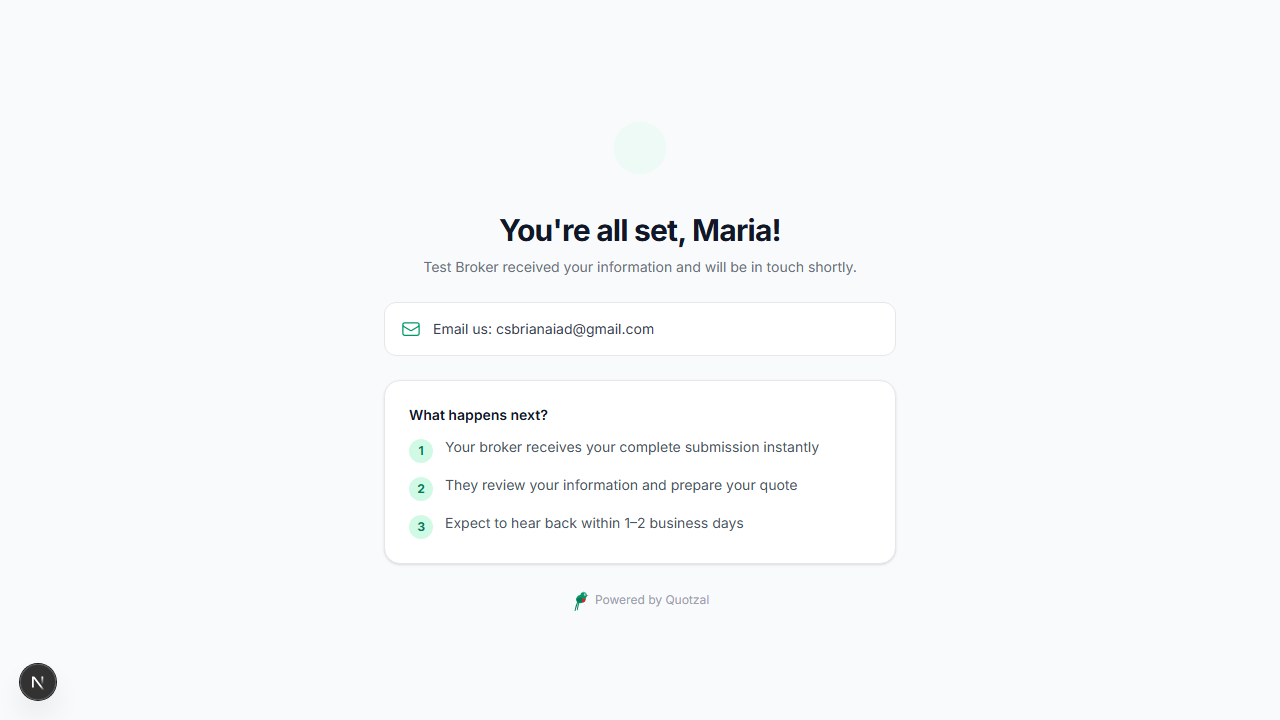 You're all set, Maria!
Test Broker received your information and will be in touch shortly.
Email us: csbrianaiad@gmail.com
What happens next?
1 Your broker receives your complete submission instantly
2 They review your information and prepare your quote
3 Expect to hear back within 1–2 business days
Powered by Quotzal
N